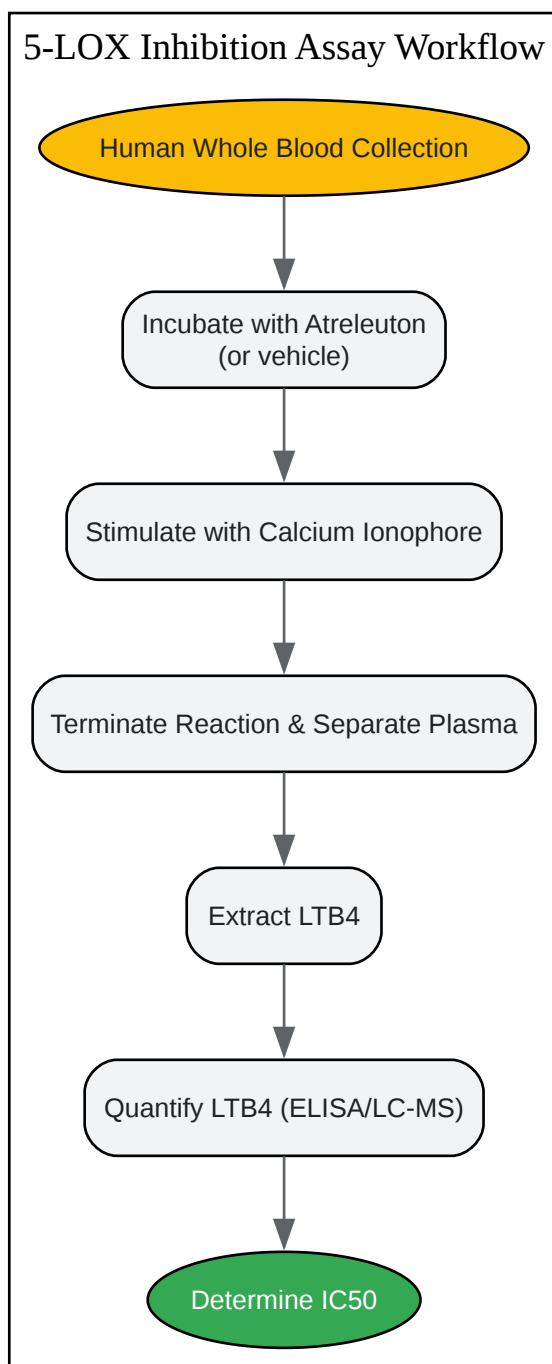 5-LOX Inhibition Assay Workflow
Human Whole Blood Collection
Incubate with Atreleuton
(or vehicle)
Stimulate with Calcium Ionophore
Terminate Reaction & Separate Plasma
Extract LTB4
Quantify LTB4 (ELISA/LC-MS)
Determine IC50